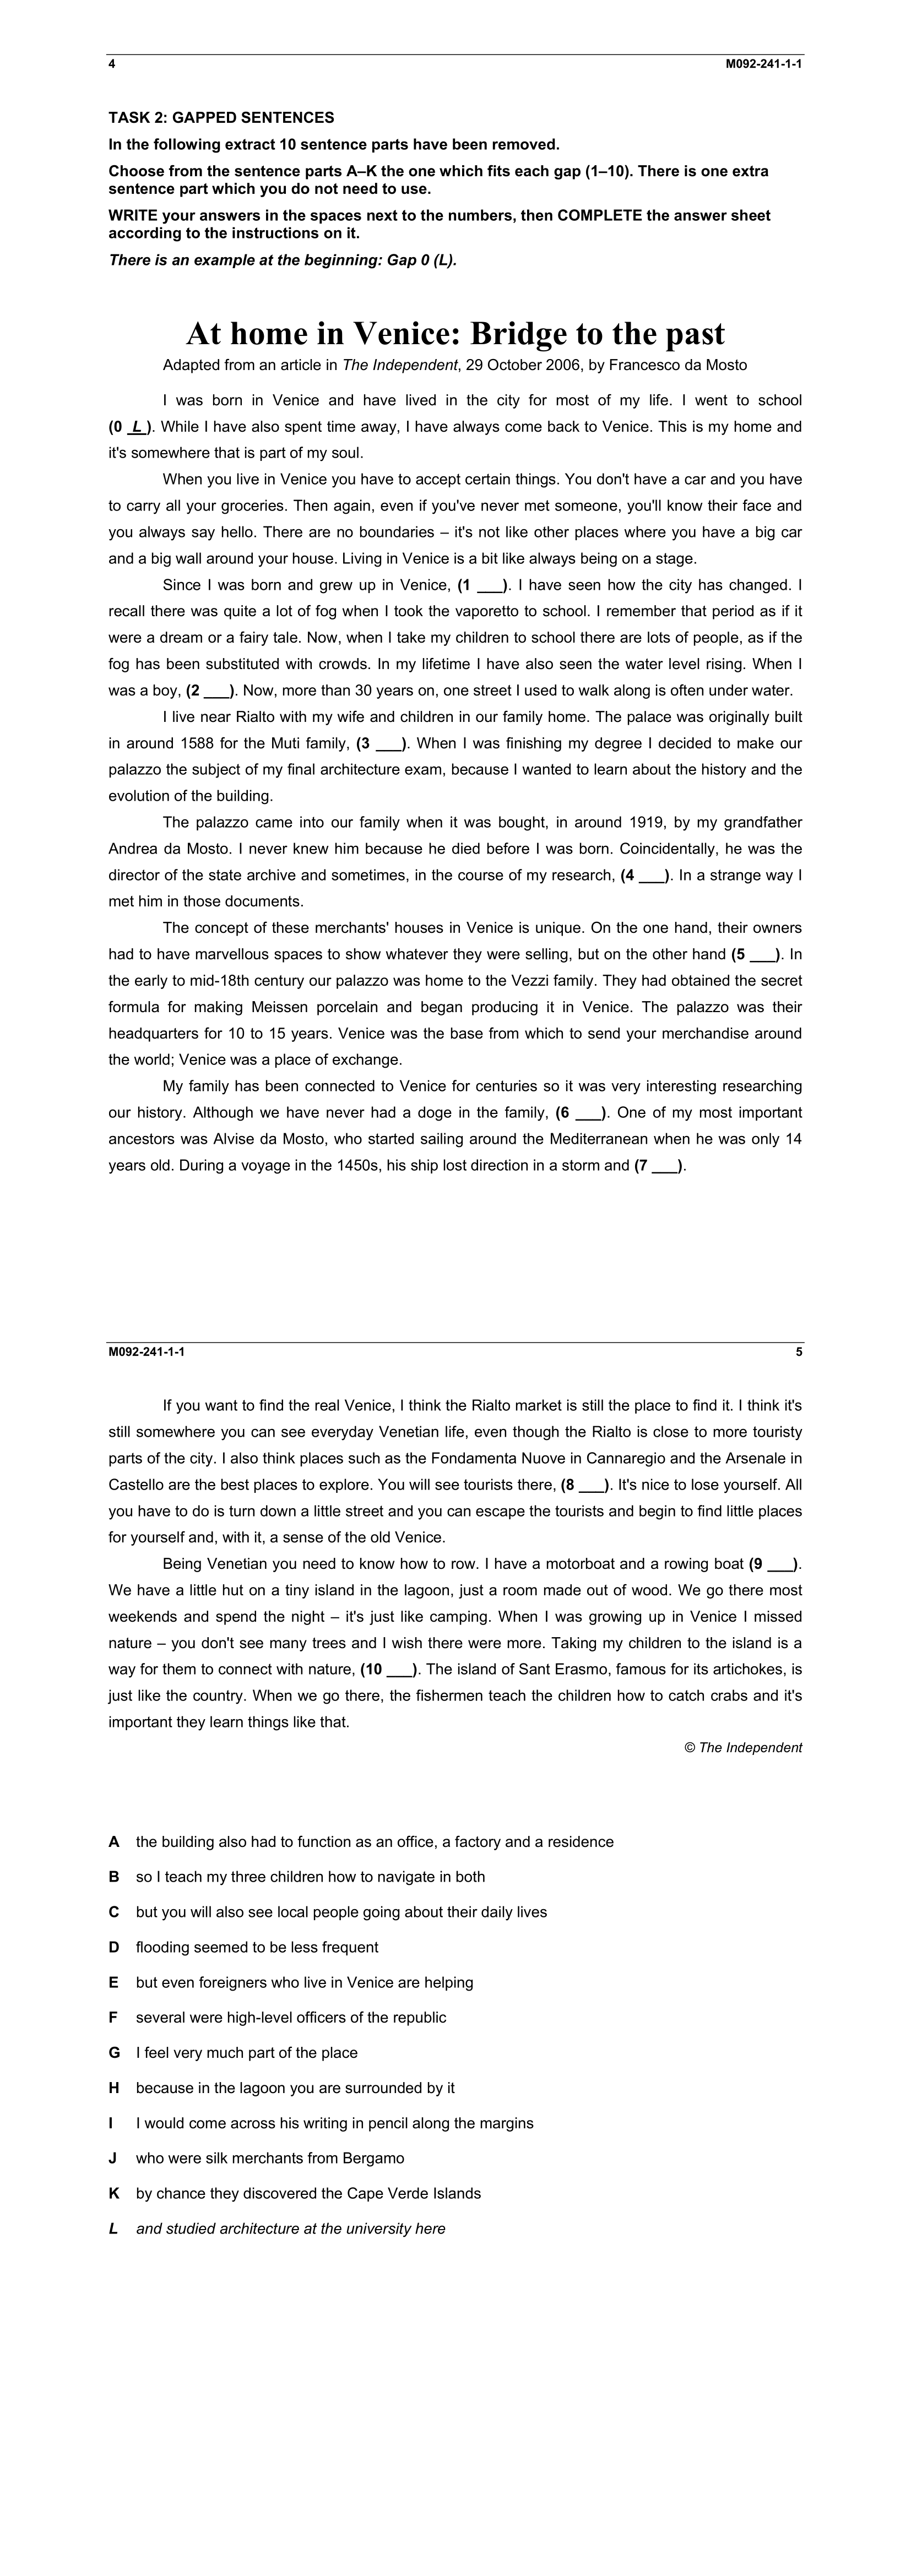 4 M092-241-1-1
TASK 2: GAPPED SENTENCES
In the following extract 10 sentence parts have been removed.
Choose from the sentence parts A–K the one which fits each gap (1–10). There is one extra
sentence part which you do not need to use.
WRITE your answers in the spaces next to the numbers, then COMPLETE the answer sheet
according to the instructions on it.
There is an example at the beginning: Gap 0 (L).
At home in Venice: Bridge to the past
Adapted from an article in The Independent, 29 October 2006, by Francesco da Mosto
I was born in Venice and have lived in the city for most of my life. I went to school
(0 _L_). While I have also spent time away, I have always come back to Venice. This is my home and
it's somewhere that is part of my soul.
When you live in Venice you have to accept certain things. You don't have a car and you have
to carry all your groceries. Then again, even if you've never met someone, you'll know their face and
you always say hello. There are no boundaries – it's not like other places where you have a big car
and a big wall around your house. Living in Venice is a bit like always being on a stage.
Since I was born and grew up in Venice, (1 ___). I have seen how the city has changed. I
recall there was quite a lot of fog when I took the vaporetto to school. I remember that period as if it
were a dream or a fairy tale. Now, when I take my children to school there are lots of people, as if the
fog has been substituted with crowds. In my lifetime I have also seen the water level rising. When I
was a boy, (2 ___). Now, more than 30 years on, one street I used to walk along is often under water.
I live near Rialto with my wife and children in our family home. The palace was originally built
in around 1588 for the Muti family, (3 ___). When I was finishing my degree I decided to make our
palazzo the subject of my final architecture exam, because I wanted to learn about the history and the
evolution of the building.
The palazzo came into our family when it was bought, in around 1919, by my grandfather
Andrea da Mosto. I never knew him because he died before I was born. Coincidentally, he was the
director of the state archive and sometimes, in the course of my research, (4 ___). In a strange way I
met him in those documents.
The concept of these merchants' houses in Venice is unique. On the one hand, their owners
had to have marvellous spaces to show whatever they were selling, but on the other hand (5 ___). In
the early to mid-18th century our palazzo was home to the Vezzi family. They had obtained the secret
formula for making Meissen porcelain and began producing it in Venice. The palazzo was their
headquarters for 10 to 15 years. Venice was the base from which to send your merchandise around
the world; Venice was a place of exchange.
My family has been connected to Venice for centuries so it was very interesting researching
our history. Although we have never had a doge in the family, (6 ___). One of my most important
ancestors was Alvise da Mosto, who started sailing around the Mediterranean when he was only 14
years old. During a voyage in the 1450s, his ship lost direction in a storm and (7 ___).
M092-241-1-1 5
If you want to find the real Venice, I think the Rialto market is still the place to find it. I think it's
still somewhere you can see everyday Venetian life, even though the Rialto is close to more touristy
parts of the city. I also think places such as the Fondamenta Nuove in Cannaregio and the Arsenale in
Castello are the best places to explore. You will see tourists there, (8 ___). It's nice to lose yourself. All
you have to do is turn down a little street and you can escape the tourists and begin to find little places
for yourself and, with it, a sense of the old Venice.
Being Venetian you need to know how to row. I have a motorboat and a rowing boat (9 ___).
We have a little hut on a tiny island in the lagoon, just a room made out of wood. We go there most
weekends and spend the night – it's just like camping. When I was growing up in Venice I missed
nature – you don't see many trees and I wish there were more. Taking my children to the island is a
way for them to connect with nature, (10 ___). The island of Sant Erasmo, famous for its artichokes, is
just like the country. When we go there, the fishermen teach the children how to catch crabs and it's
important they learn things like that.
© The Independent
A the building also had to function as an office, a factory and a residence
B so I teach my three children how to navigate in both
C but you will also see local people going about their daily lives
D flooding seemed to be less frequent
E but even foreigners who live in Venice are helping
F several were high-level officers of the republic
G I feel very much part of the place
H because in the lagoon you are surrounded by it
I I would come across his writing in pencil along the margins
J who were silk merchants from Bergamo
K by chance they discovered the Cape Verde Islands
L and studied architecture at the university here